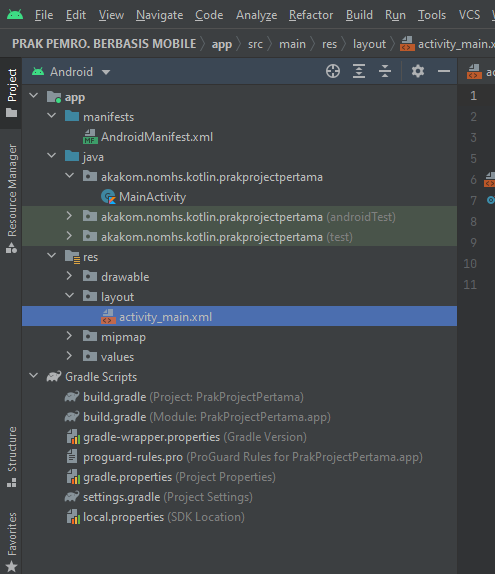 File Edit View Navigate Code Analyze Refactor Build Run Tools VCS
PRAK PEMRO. BERBASIS MOBILE app src main res layout activity_main.x
Project
Android
1
app
2
manifests
3
AndroidManifest.xml
4
java
5
akakom.nomhs.kotlin.prakprojectpertama
6
MainActivity
7
akakom.nomhs.kotlin.prakprojectpertama (androidTest)
8
akakom.nomhs.kotlin.prakprojectpertama (test)
9
res
10
drawable
11
layout
activity_main.xml
mipmap
values
Gradle Scripts
build.gradle (Project: PrakProjectPertama)
build.gradle (Module: PrakProjectPertama.app)
gradle-wrapper.properties (Gradle Version)
proguard-rules.pro (ProGuard Rules for PrakProjectPertama.app)
gradle.properties (Project Properties)
settings.gradle (Project Settings)
local.properties (SDK Location)
Resource Manager
Structure
Favorites